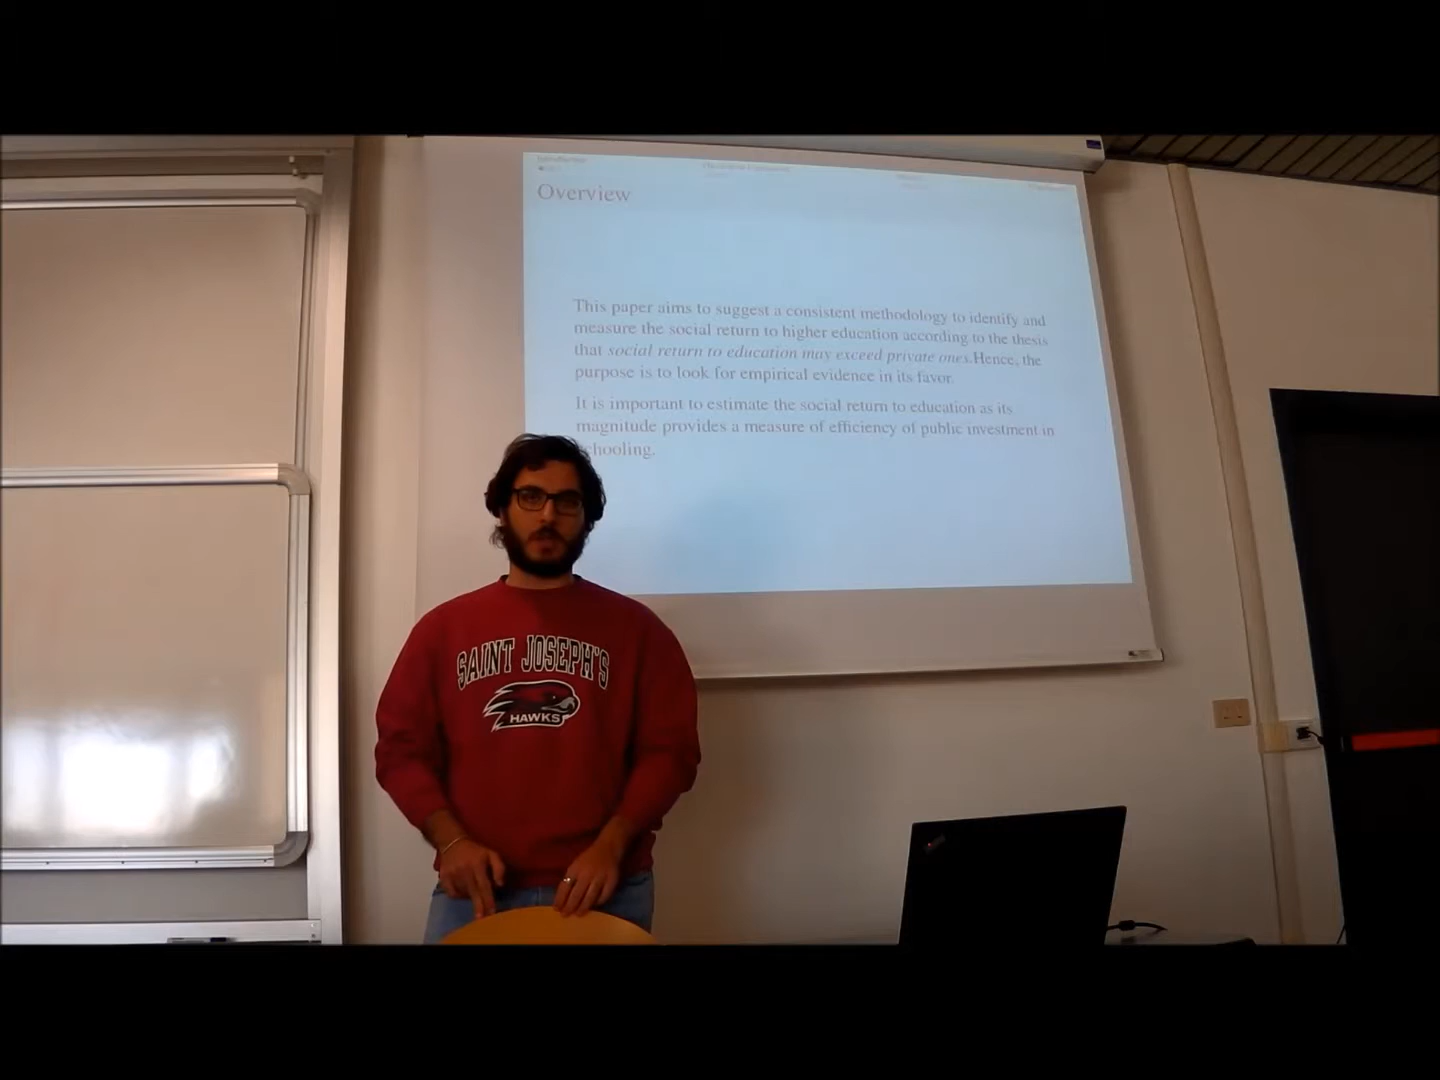 Overview
This paper aims to suggest a consistent methodology to identify and
measure the social return to higher education according to the thesis
that social return to education may exceed private ones.Hence, the
purpose is to look for empirical evidence in its favor.
It is important to estimate the social return to education as its
magnitude provides a measure of efficiency of public investment in
chooling.
SAINT JOSEPH'S
HAWKS